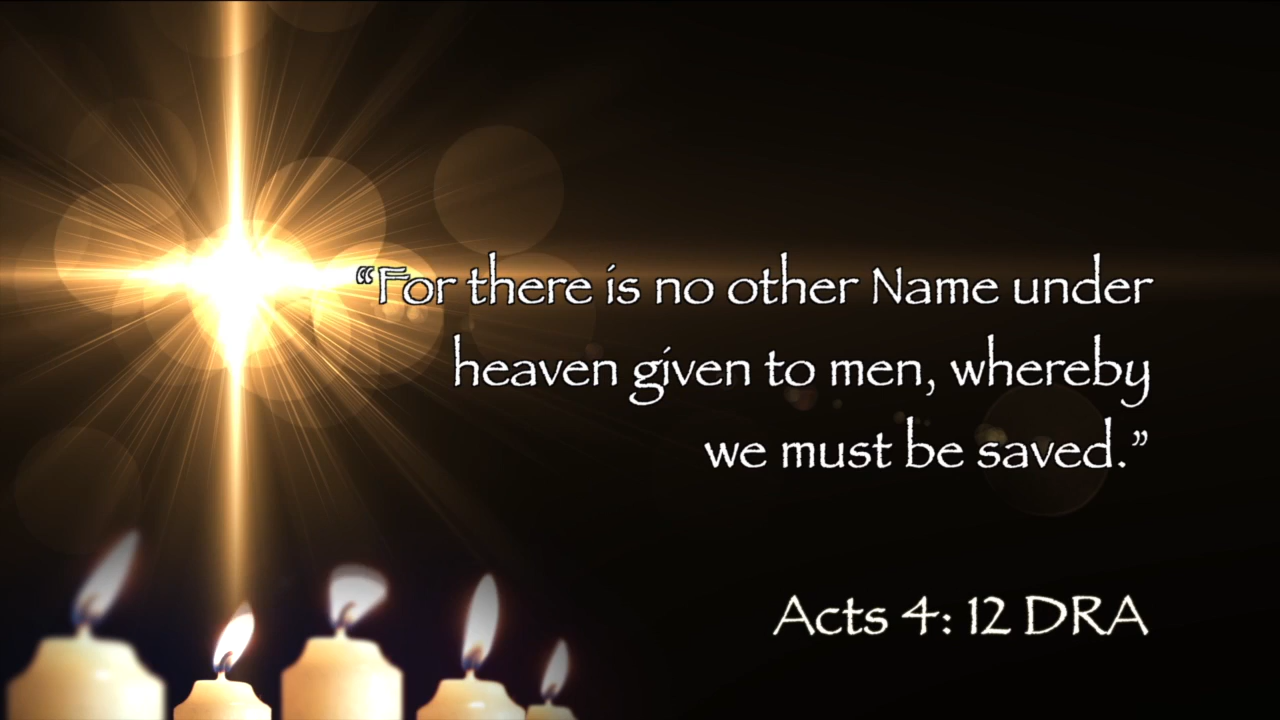 “For there is no other Name under
heaven given to men, whereby
we must be saved.”
Acts 4: 12 DRA